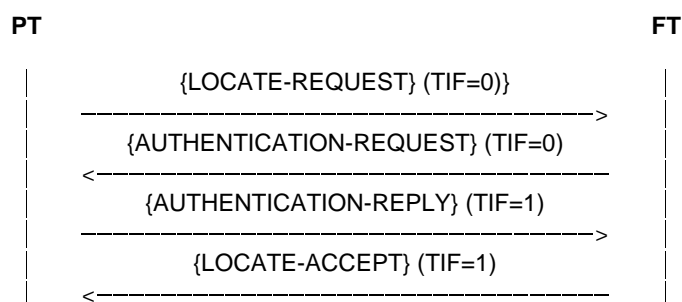 PT FT
{LOCATE-REQUEST} (TIF=0)}
{AUTHENTICATION-REQUEST} (TIF=0)
{AUTHENTICATION-REPLY} (TIF=1)
{LOCATE-ACCEPT} (TIF=1)